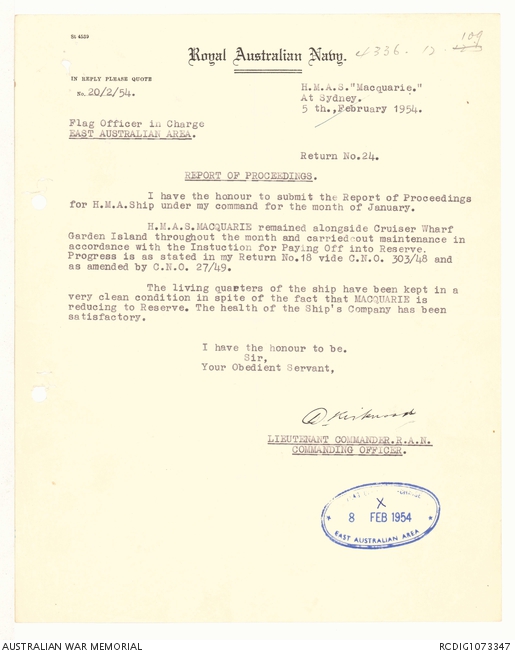 St 4539
Royal Australian Navy.
4336. 12
109
IN REPLY PLEASE QUOTE
No. 20/2/54.
H.M.A.S."Macquarie."
At Sydney.
5 th.,February 1954.
Flag Officer in Charge
EAST AUSTRALIAN AREA.
Return No.24.
REPORT OF PROCEEDINGS.
I have the honour to submit the Report of Proceedings
for H.M.A.Ship under my command for the month of January.
H.M.A.S.MACQUARIE remained alongside Cruiser Wharf
Garden Island throughout the month and carried out maintenance in
accordance with the Instuction for Paying Off into Reserve.
Progress is as stated in my Return No.18 vide C.N.O. 303/48 and
as amended by C.N.O. 27/49.
The living quarters of the ship have been kept in a
very clean condition in spite of the fact that MACQUARIE is
reducing to Reserve. The health of the Ship's Company has been
satisfactory.
I have the honour to be.
Sir,
Your Obedient Servant,
D Kirkwood
LIEUTENANT COMMANDER.R.A.N.
COMMANDING OFFICER.
X
8 FEB 1954
EAST AUSTRALIAN AREA
AUSTRALIAN WAR MEMORIAL
RCDIG1073347